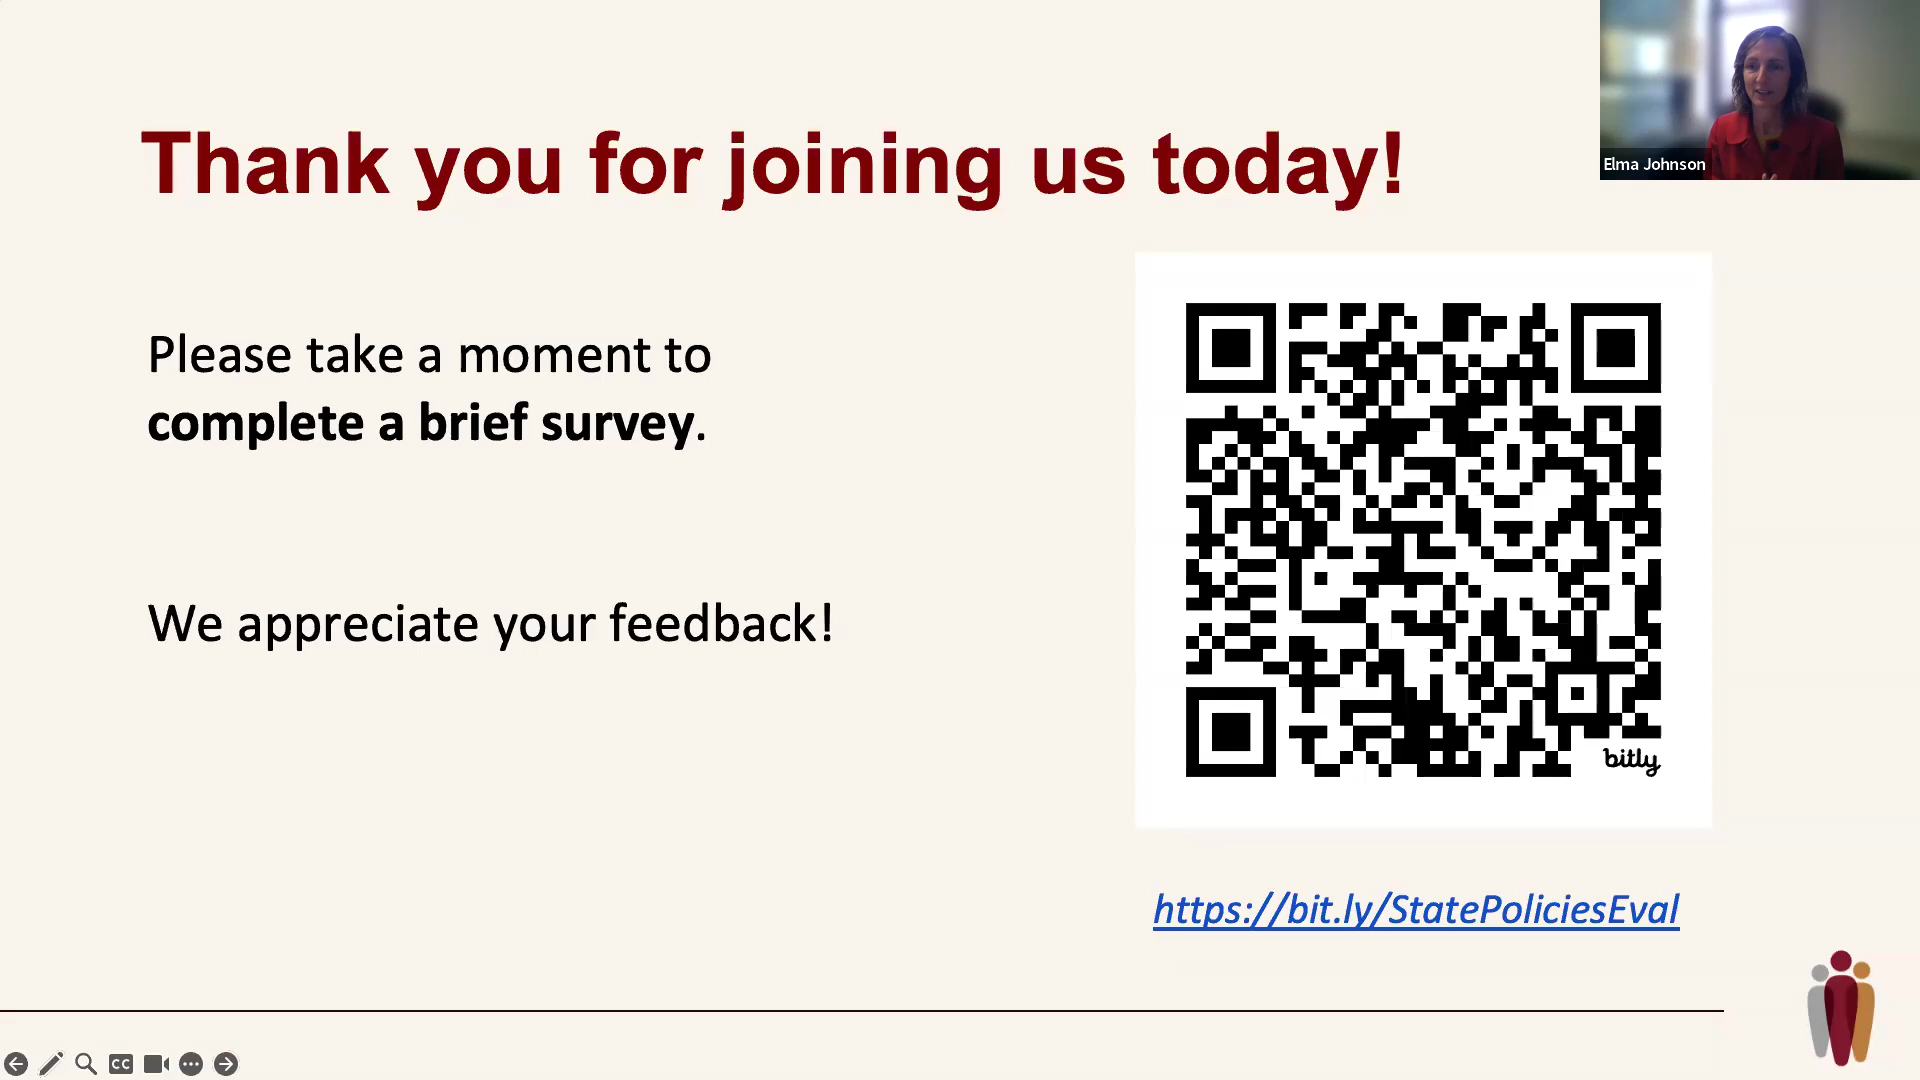 Thank you for joining us today!
Elma Johnson
Please take a moment to
complete a brief survey.
We appreciate your feedback!
bitly
https://bit.ly/StatePoliciesEval
CC